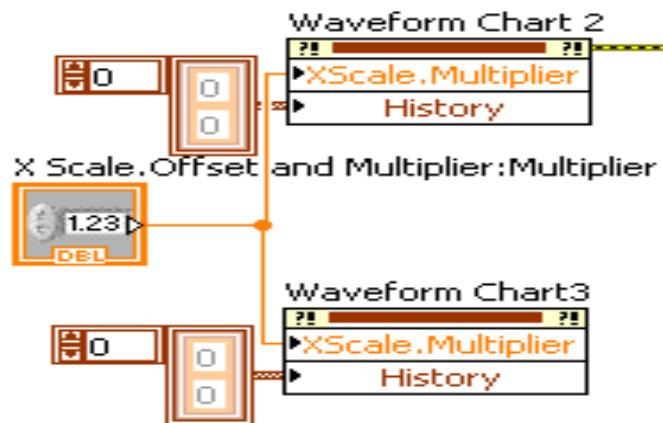 Waveform Chart 2
?! ?!
XScale.Multiplier
0
0
0
History
X Scale.Offset and Multiplier:Multiplier
1.23
DBL
Waveform Chart3
?! ?!
XScale.Multiplier
0
0
0
History